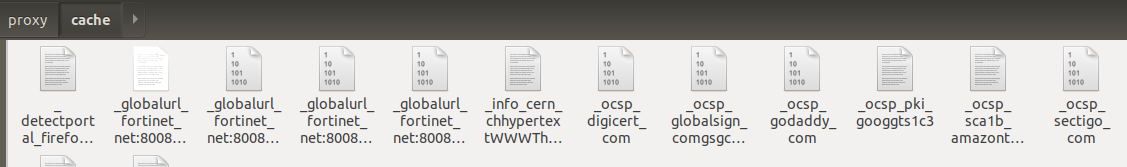 proxy cache
_
detectport
al_firefo...
_globalurl_
fortinet_
net:8008...
_globalurl_
fortinet_
net:8008...
_globalurl_
fortinet_
net:8008...
_globalurl_
fortinet_
net:8008...
_info_cern_
chhypertex
tWWWTh...
_ocsp_
digicert_
com
_ocsp_
globalsign_
comgsgc...
_ocsp_
godaddy_
com
_ocsp_pki_
googgts1c3
_ocsp_
sca1b_
amazont...
_ocsp_
sectigo_
com